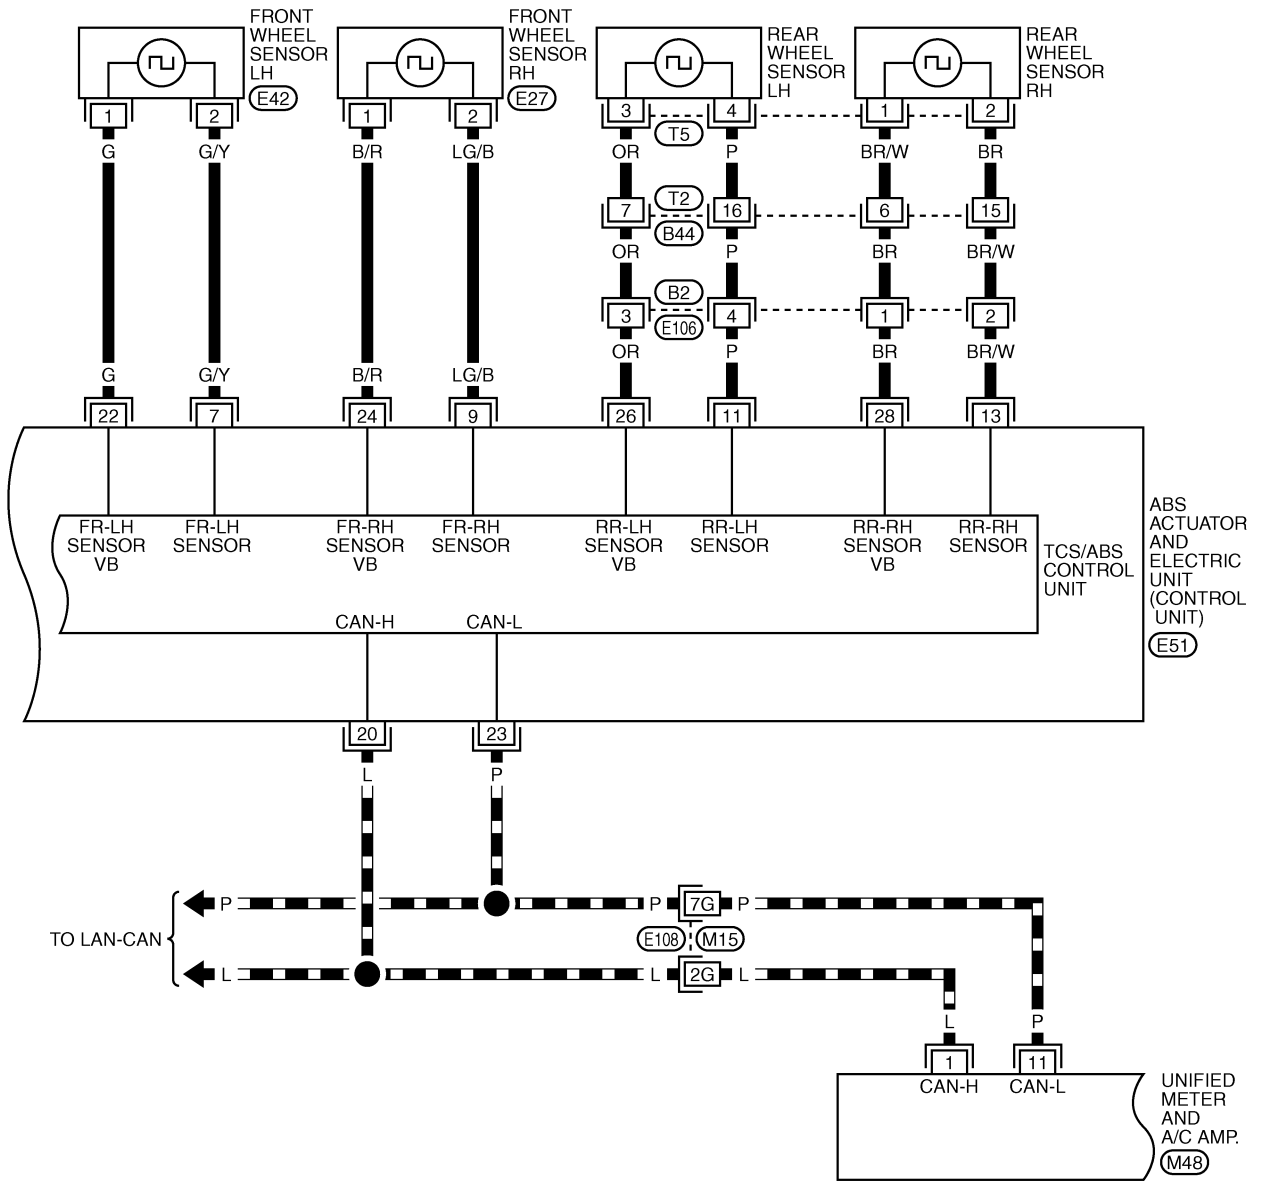 FRONT
WHEEL
SENSOR
LH
E42
FRONT
WHEEL
SENSOR
RH
E27
REAR
WHEEL
SENSOR
LH
REAR
WHEEL
SENSOR
RH
1 2 1 2 3 4 1 2
T5
G G/Y B/R LG/B OR P BR/W BR
T2
7 16 6 15
B44
OR P BR BR/W
B2
3 4 1 2
E106
OR P BR BR/W
G G/Y B/R LG/B
22 7 24 9 26 11 28 13
FR-LH
SENSOR
VB
FR-LH
SENSOR
FR-RH
SENSOR
VB
FR-RH
SENSOR
RR-LH
SENSOR
VB
RR-LH
SENSOR
RR-RH
SENSOR
VB
RR-RH
SENSOR
TCS/ABS
CONTROL
UNIT
ABS
ACTUATOR
AND
ELECTRIC
UNIT
(CONTROL
UNIT)
E51
CAN-H CAN-L
20 23
L P
P P 7G P
TO LAN-CAN
E108 M15
L L 2G L
L P
1 11
CAN-H CAN-L
UNIFIED
METER
AND
A/C AMP.
M48